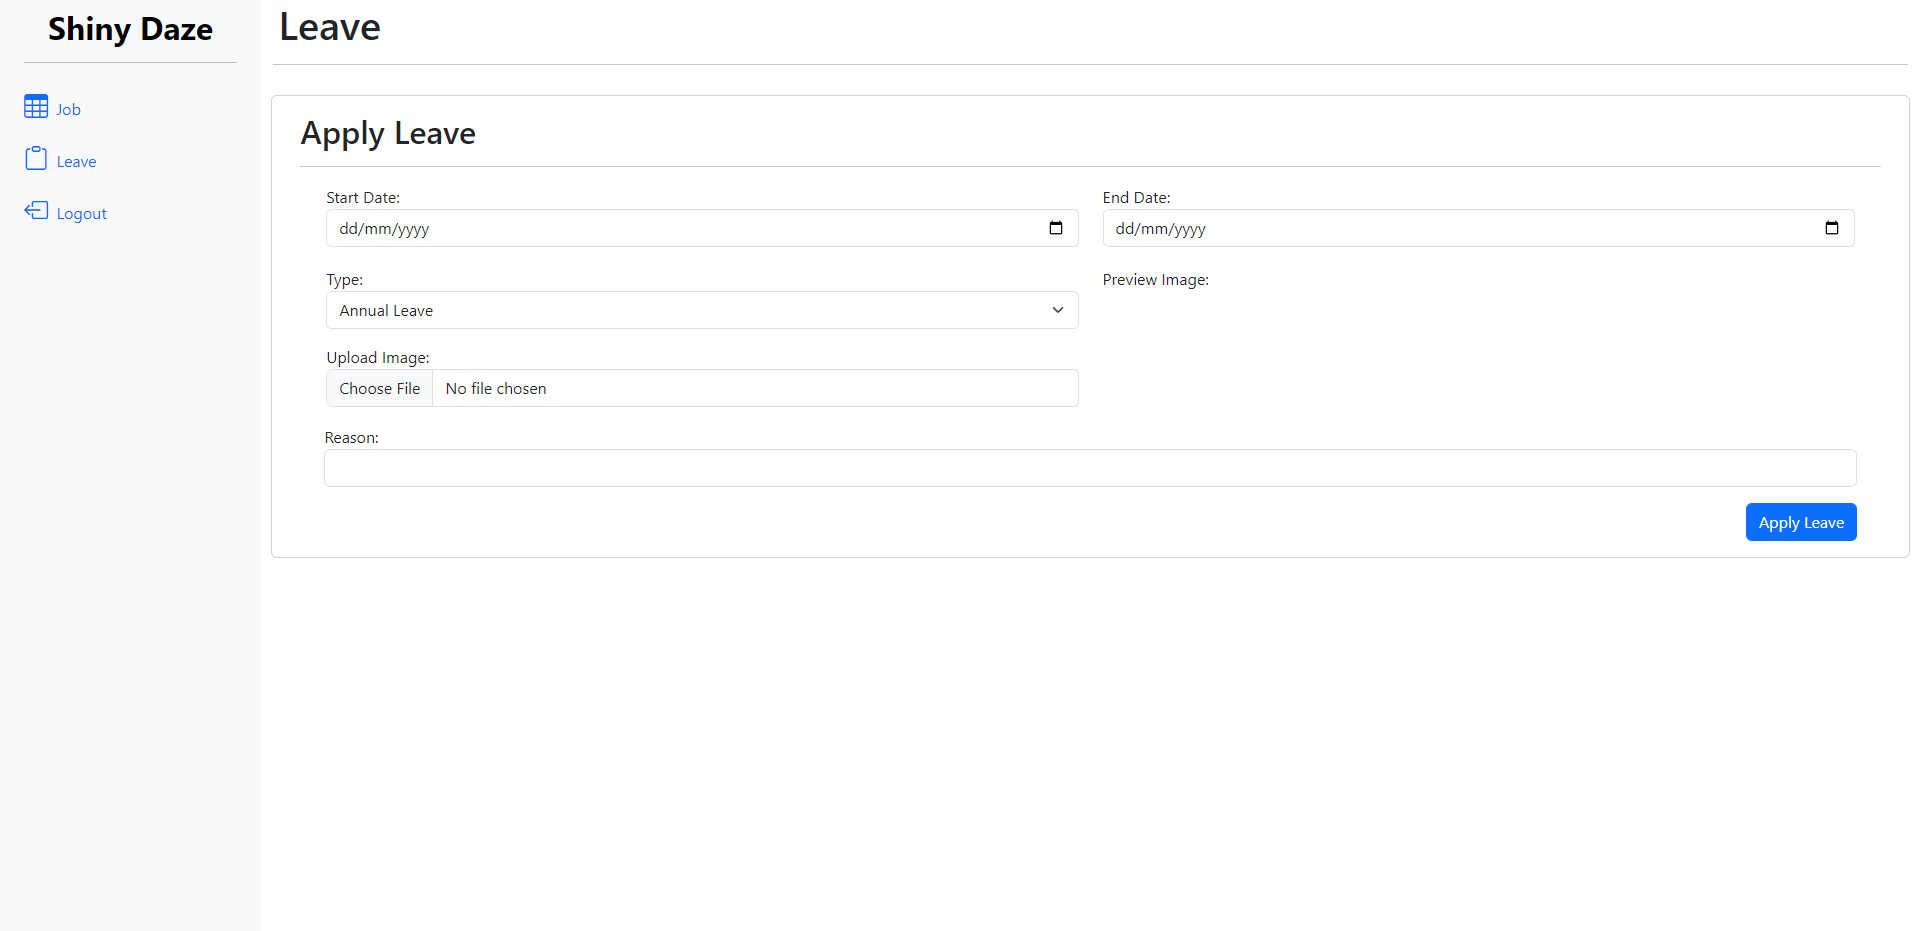 Shiny Daze
Job
Leave
Logout
Leave
Apply Leave
Start Date:
End Date:
dd/mm/yyyy
dd/mm/yyyy
Type:
Preview Image:
Annual Leave
Upload Image:
Choose File No file chosen
Reason:
Apply Leave